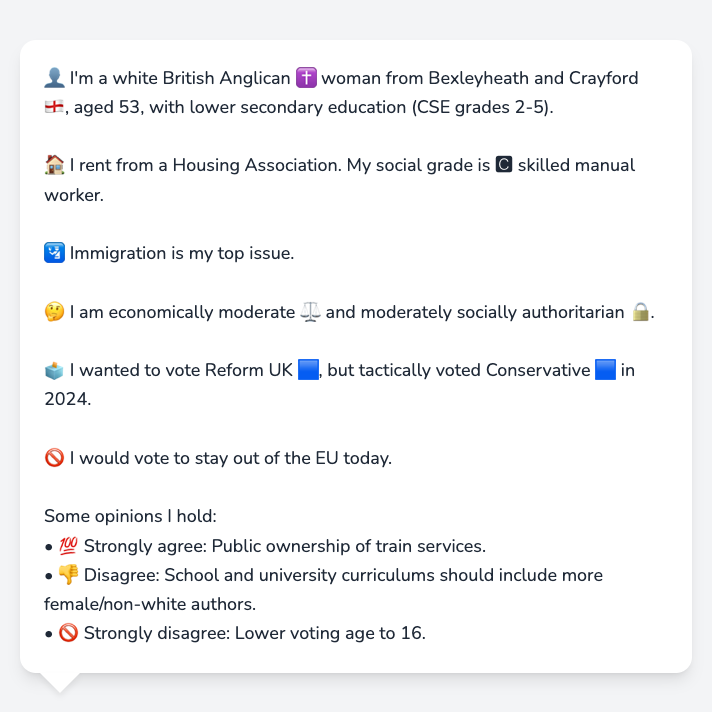 👤 I'm a white British Anglican ✝️ woman from Bexleyheath and Crayford
🏴󠁧󠁢󠁥󠁮󠁧󠁿, aged 53, with lower secondary education (CSE grades 2-5).
🏠 I rent from a Housing Association. My social grade is 🅲 skilled manual
worker.
🛂 Immigration is my top issue.
🤔 I am economically moderate ⚖️ and moderately socially authoritarian 🔒.
🗳️ I wanted to vote Reform UK 🟦, but tactically voted Conservative 🟦 in
2024.
🚫 I would vote to stay out of the EU today.
Some opinions I hold:
• 💯 Strongly agree: Public ownership of train services.
• 👎 Disagree: School and university curriculums should include more
female/non-white authors.
• 🚫 Strongly disagree: Lower voting age to 16.